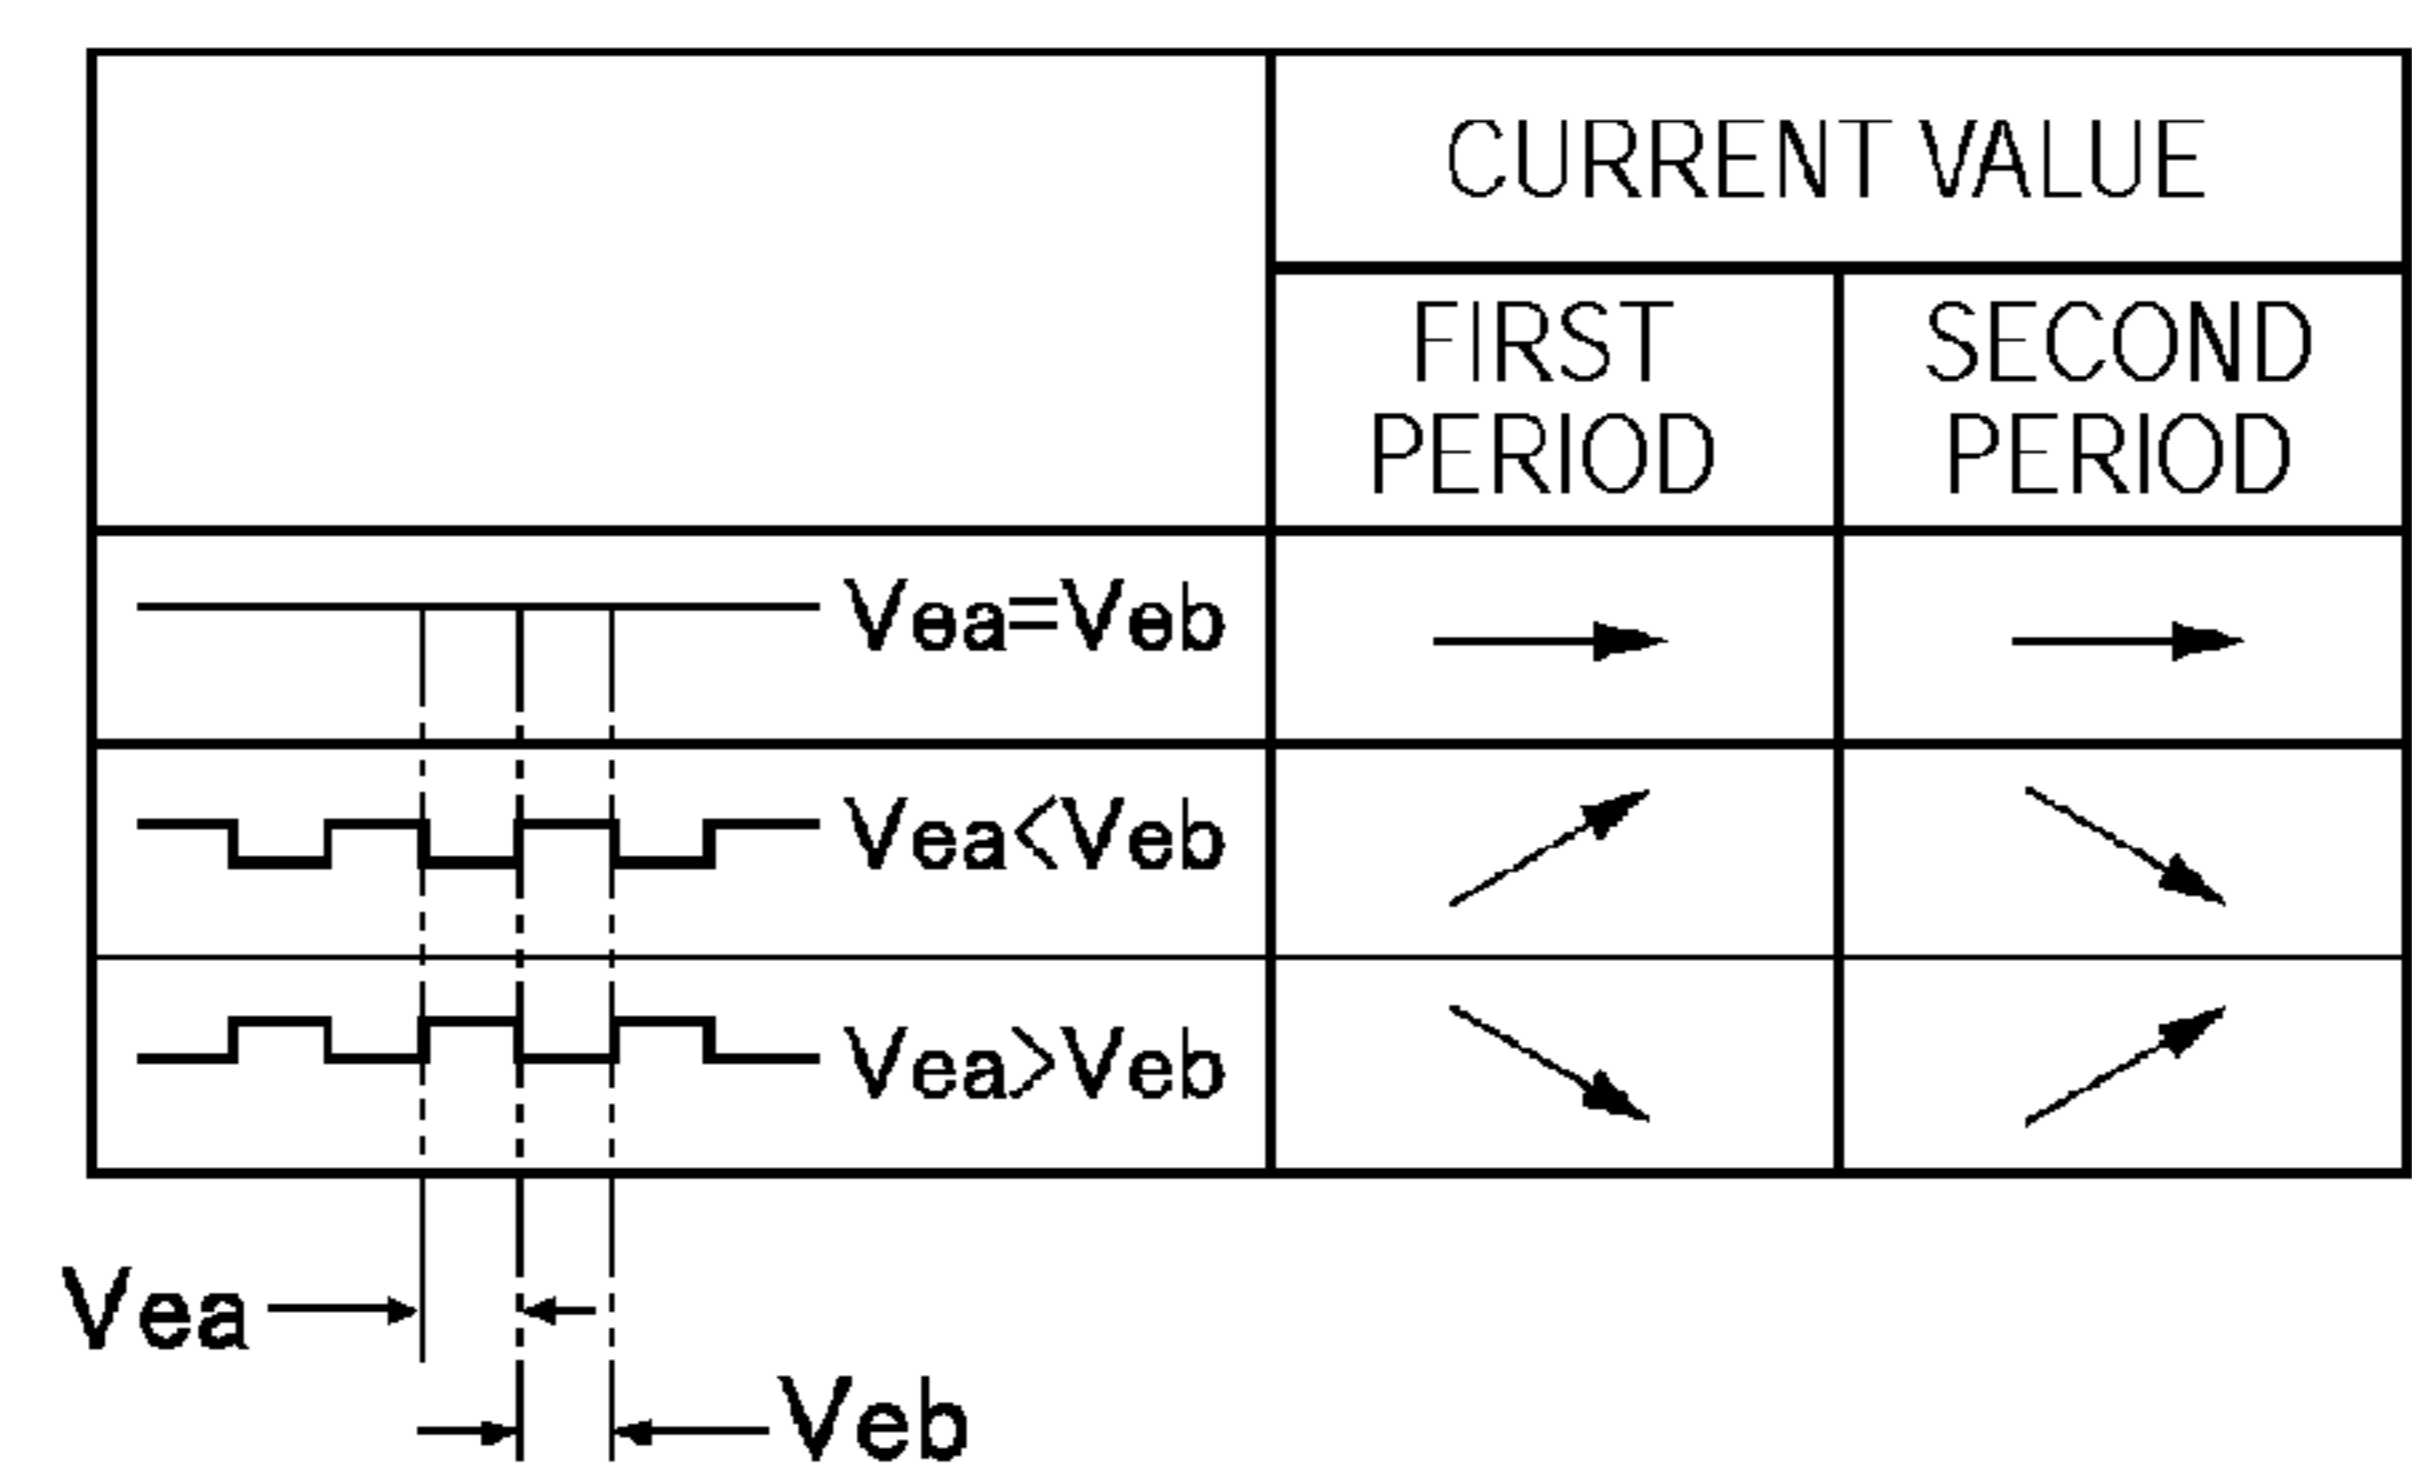 CURRENT VALUE
FIRST
PERIOD
SECOND
PERIOD
Vea=Veb
Vea<Veb
Vea>Veb
Vea
Veb